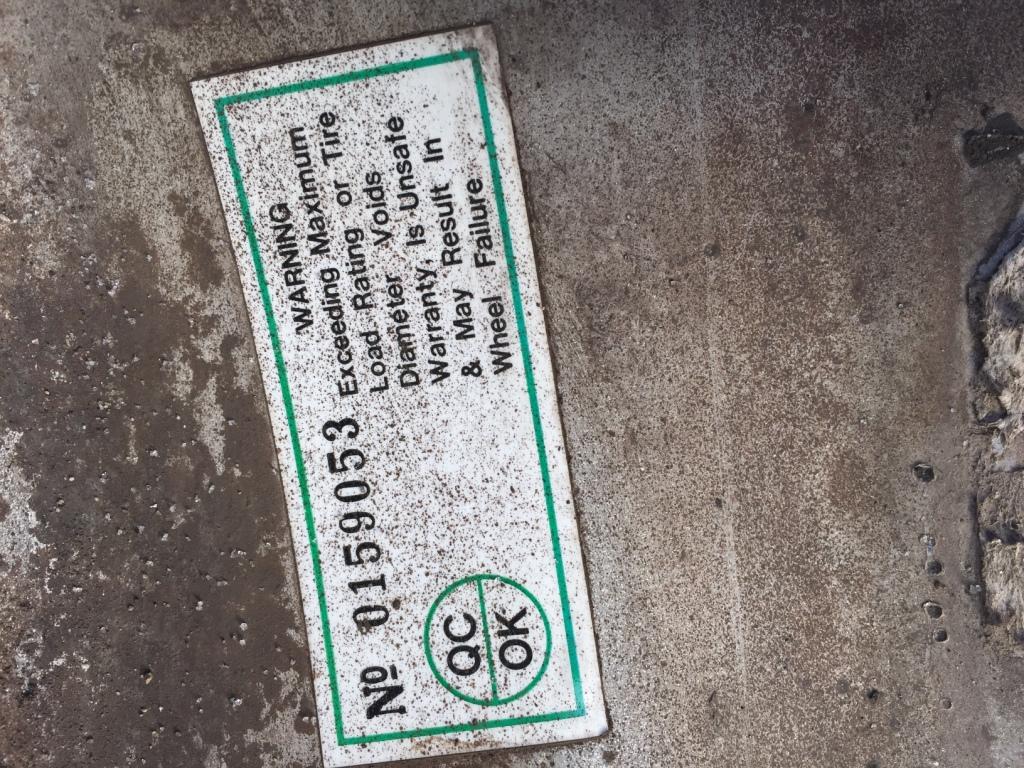 Nº 0159053
QC
OK
WARNING
Exceeding Maximum
Load Rating or Tire
Diameter Voids
Warranty, Is Unsafe
& May Result In
Wheel Failure